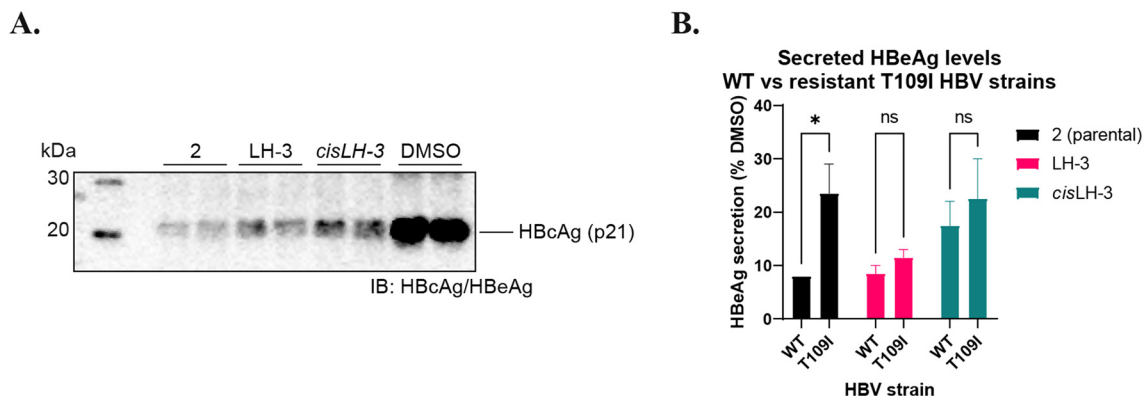 A.
kDa
2 LH-3 cisLH-3 DMSO
30
20
HBcAg (p21)
IB: HBcAg/HBeAg
B.
Secreted HBeAg levels
WT vs resistant T109I HBV strains
HBeAg secretion (% DMSO)
40
30
20
10
0
* ns ns
WT T109I WT T109I WT T109I
HBV strain
2 (parental)
LH-3
cisLH-3